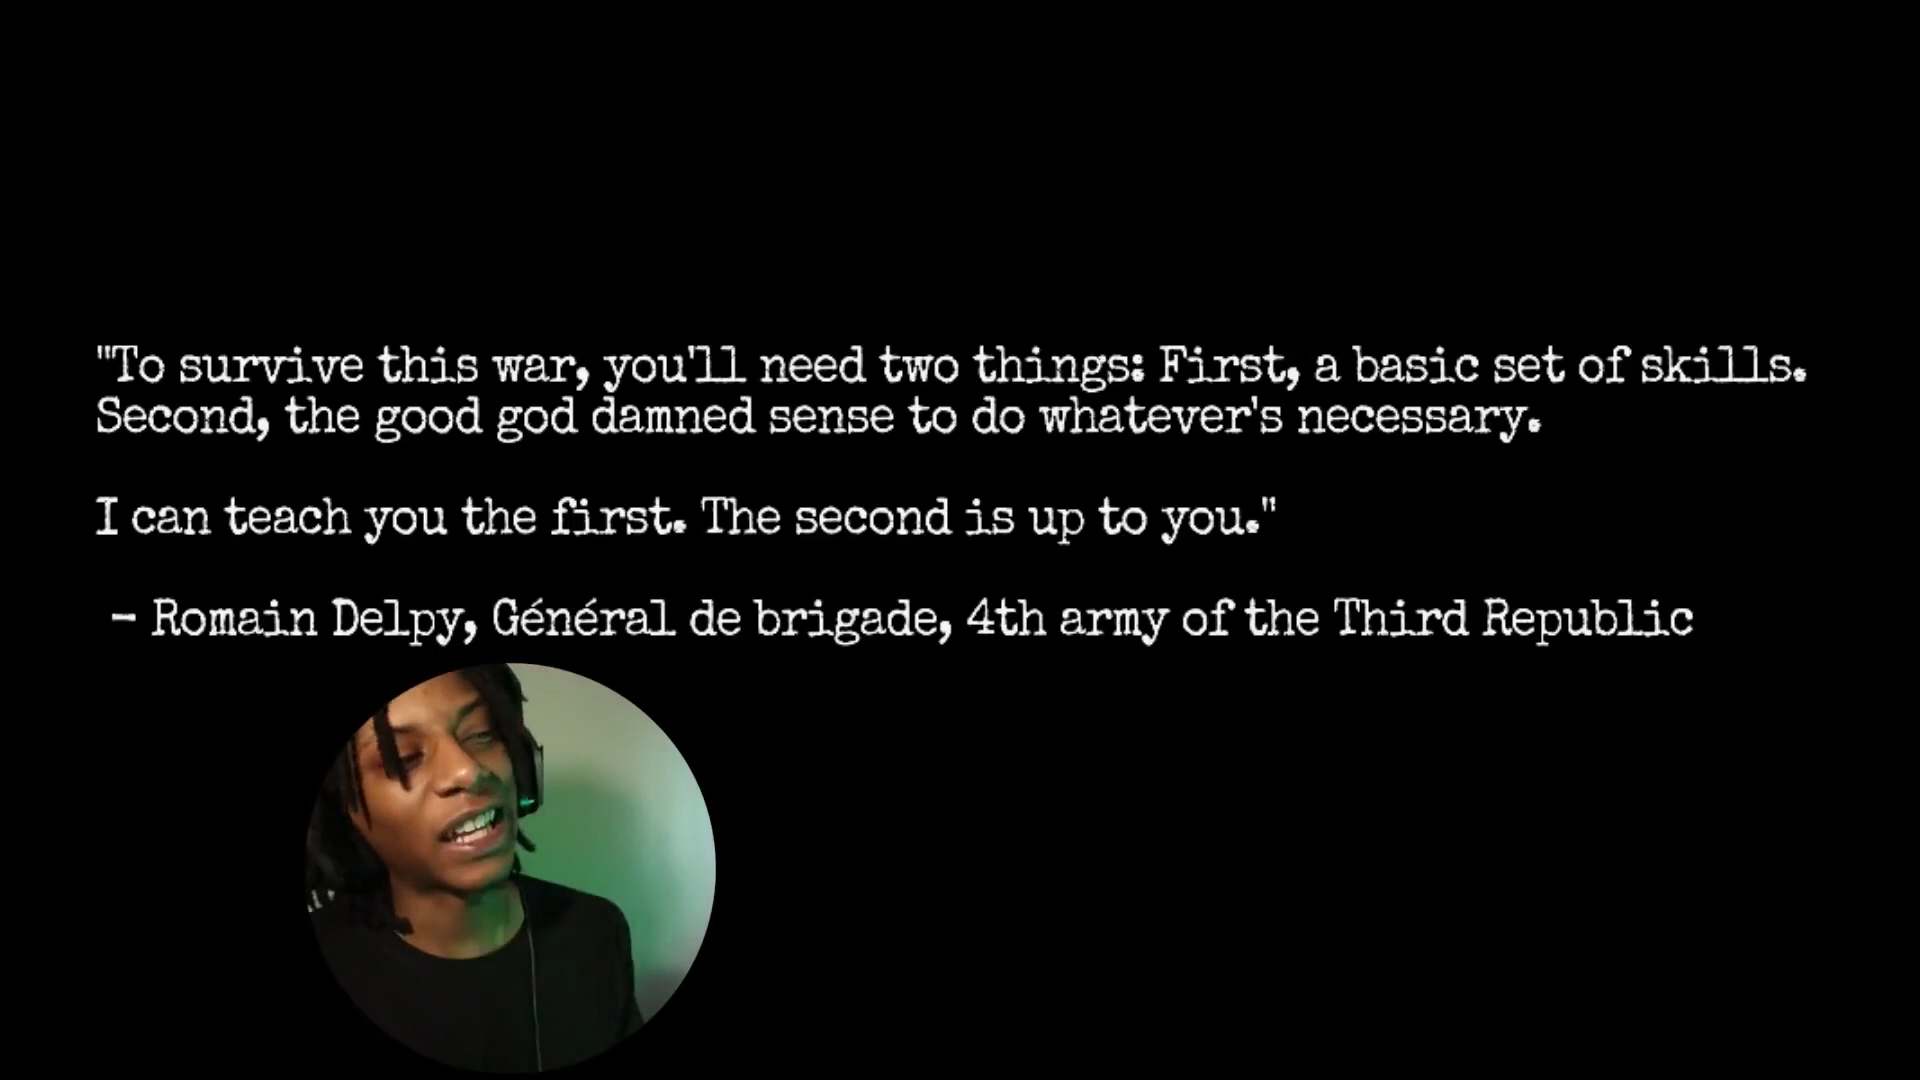 "To survive this war, you'll need two things: First, a basic set of skills.
Second, the good god damned sense to do whatever's necessary.
I can teach you the first. The second is up to you."
– Romain Delpy, Général de brigade, 4th army of the Third Republic